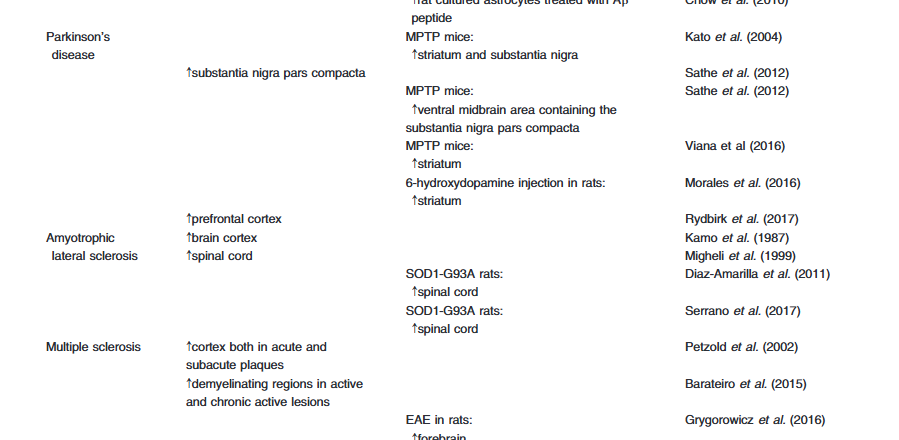 ↑rat cultured astrocytes treated with Aβ Chow et al. (2010)
peptide
Parkinson's MPTP mice: Kato et al. (2004)
disease ↑striatum and substantia nigra
↑substantia nigra pars compacta Sathe et al. (2012)
MPTP mice: Sathe et al. (2012)
↑ventral midbrain area containing the
substantia nigra pars compacta
MPTP mice: Viana et al (2016)
↑striatum
6-hydroxydopamine injection in rats: Morales et al. (2016)
↑striatum
↑prefrontal cortex Rydbirk et al. (2017)
Amyotrophic ↑brain cortex Kamo et al. (1987)
lateral sclerosis ↑spinal cord Migheli et al. (1999)
SOD1-G93A rats: Diaz-Amarilla et al. (2011)
↑spinal cord
SOD1-G93A rats: Serrano et al. (2017)
↑spinal cord
Multiple sclerosis ↑cortex both in acute and Petzold et al. (2002)
subacute plaques
↑demyelinating regions in active Barateiro et al. (2015)
and chronic active lesions
EAE in rats: Grygorowicz et al. (2016)
↑forebrain